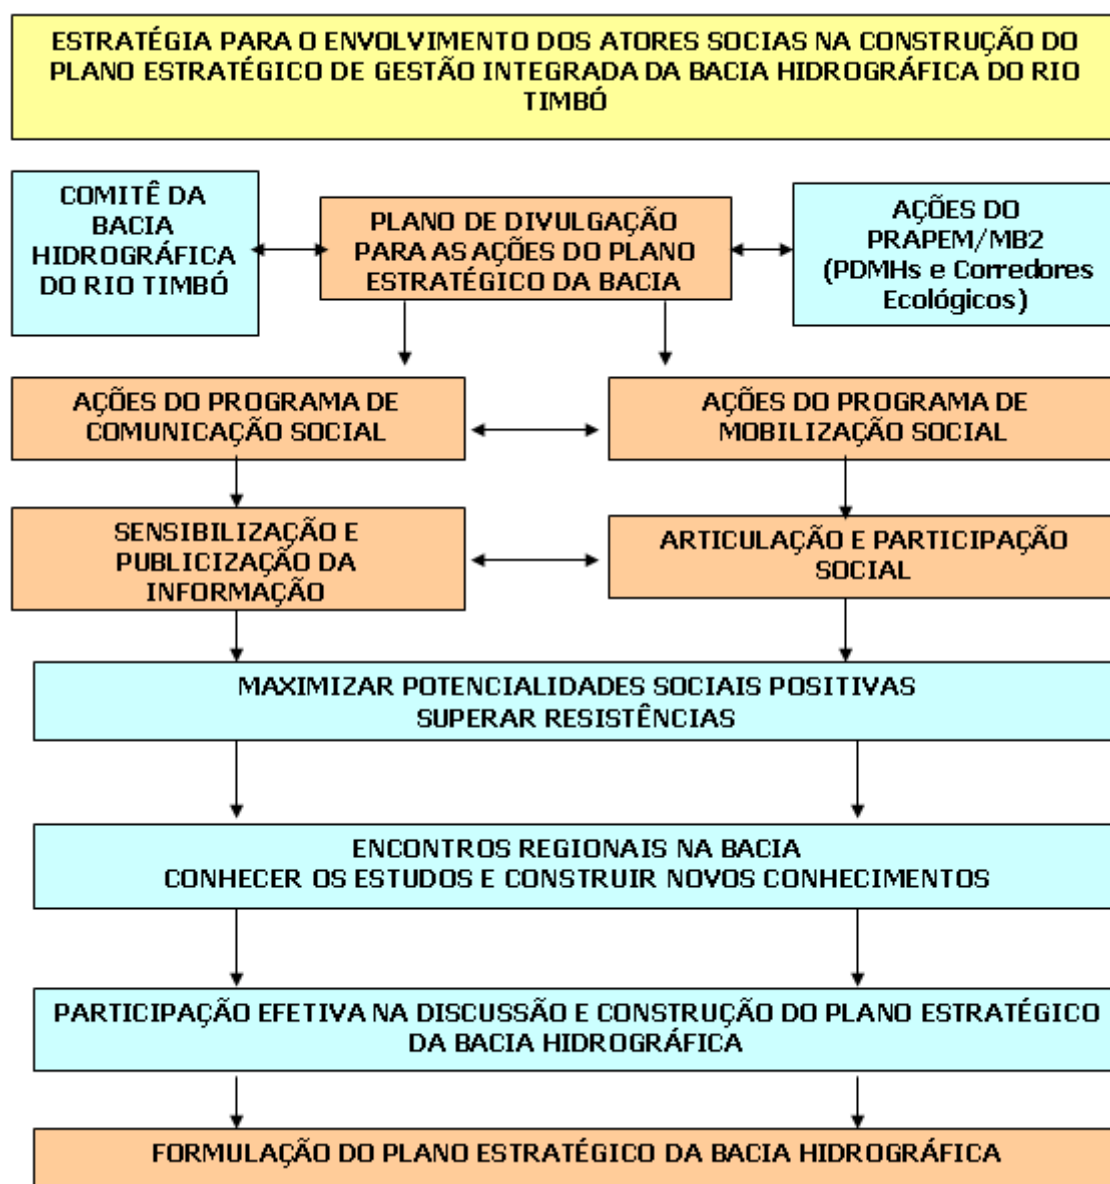 ESTRATÉGIA PARA O ENVOLVIMENTO DOS ATORES SOCIAS NA CONSTRUÇÃO DO
PLANO ESTRATÉGICO DE GESTÃO INTEGRADA DA BACIA HIDROGRÁFICA DO RIO
TIMBÓ
COMITÊ DA
BACIA
HIDROGRÁFICA
DO RIO TIMBÓ
PLANO DE DIVULGAÇÃO
PARA AS AÇÕES DO PLANO
ESTRATÉGICO DA BACIA
AÇÕES DO
PRAPEM/MB2
(PDMHs e Corredores
Ecológicos)
AÇÕES DO PROGRAMA DE
COMUNICAÇÃO SOCIAL
AÇÕES DO PROGRAMA DE
MOBILIZAÇÃO SOCIAL
SENSIBILIZAÇÃO E
PUBLICIZAÇÃO DA
INFORMAÇÃO
ARTICULAÇÃO E PARTICIPAÇÃO
SOCIAL
MAXIMIZAR POTENCIALIDADES SOCIAIS POSITIVAS
SUPERAR RESISTÊNCIAS
ENCONTROS REGIONAIS NA BACIA
CONHECER OS ESTUDOS E CONSTRUIR NOVOS CONHECIMENTOS
PARTICIPAÇÃO EFETIVA NA DISCUSSÃO E CONSTRUÇÃO DO PLANO ESTRATÉGICO
DA BACIA HIDROGRÁFICA
FORMULAÇÃO DO PLANO ESTRATÉGICO DA BACIA HIDROGRÁFICA